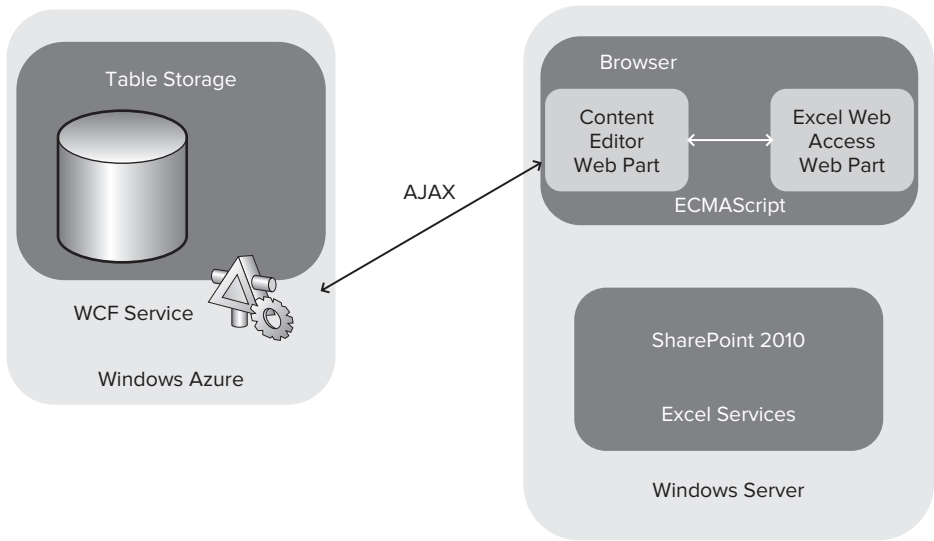 Table Storage
WCF Service
Windows Azure
AJAX
Browser
Content
Editor
Web Part
Excel Web
Access
Web Part
ECMAScript
SharePoint 2010
Excel Services
Windows Server